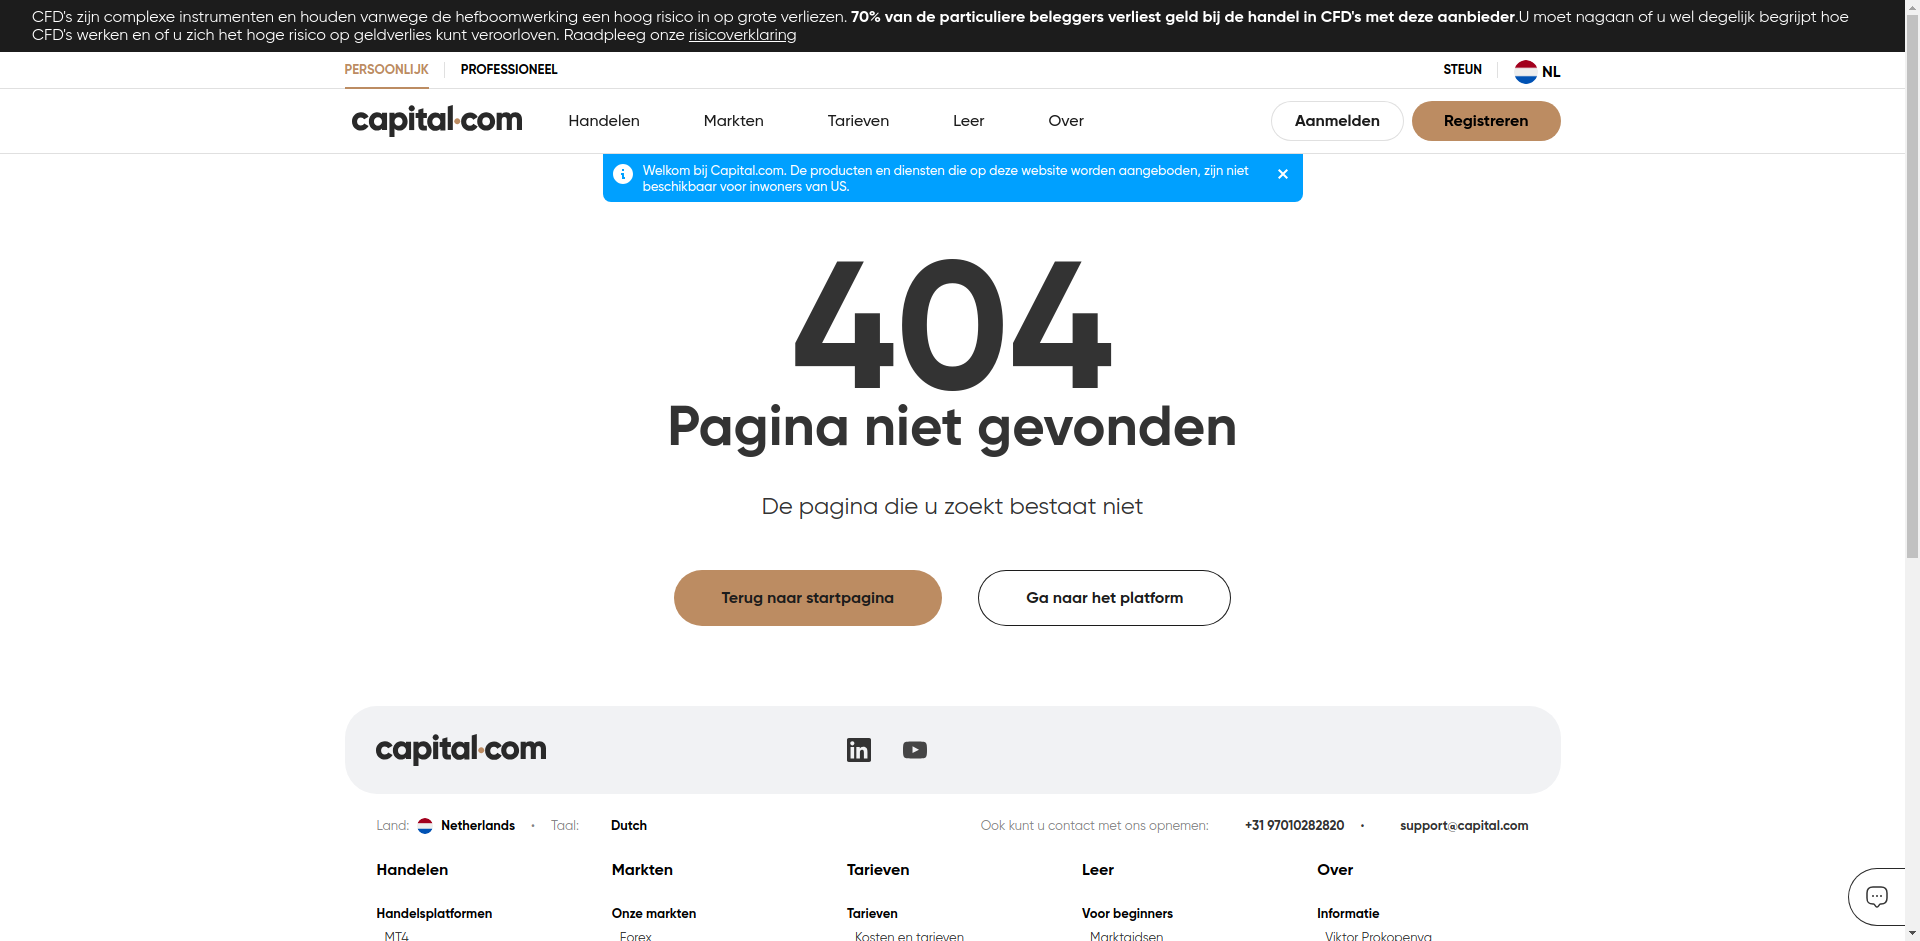 CFD's zijn complexe instrumenten en houden vanwege de hefboomwerking een hoog risico in op grote verliezen. 70% van de particuliere beleggers verliest geld bij de handel in CFD's met deze aanbieder.U moet nagaan of u wel degelijk begrijpt hoe
CFD's werken en of u zich het hoge risico op geldverlies kunt veroorloven. Raadpleeg onze risicoverklaring
PERSOONLIJK PROFESSIONEEL STEUN NL
capital.com Handelen Markten Tarieven Leer Over Aanmelden Registreren
Welkom bij Capital.com. De producten en diensten die op deze website worden aangeboden, zijn niet
beschikbaar voor inwoners van US.
404
Pagina niet gevonden
De pagina die u zoekt bestaat niet
Terug naar startpagina Ga naar het platform
capital.com in
Land: Netherlands • Taal: Dutch Ook kunt u contact met ons opnemen: +31 97010282820 • support@capital.com
Handelen Markten Tarieven Leer Over
Handelsplatformen Onze markten Tarieven Voor beginners Informatie
MT4 Forex Kosten en tarieven Marktgidsen Viktor Prokopenya